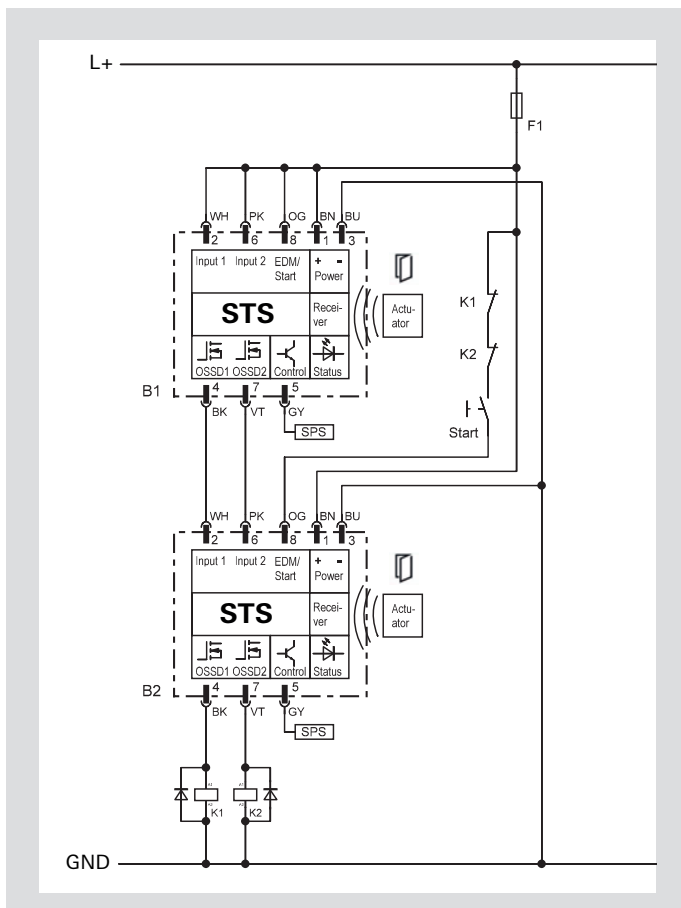 L+
F1
WH PK OG BN BU
2 6 8 1 3
Input 1 Input 2 EDM/ + -
Start Power
STS Recei- Actu-
ver ator
K1
K2
OSSD1 OSSD2 Control Status
B1 4 7 5
BK VT GY
Start
SPS
WH PK OG BN BU
2 6 8 1 3
Input 1 Input 2 EDM/ + -
Start Power
STS Recei- Actu-
ver ator
OSSD1 OSSD2 Control Status
B2 4 7 5
BK VT GY
SPS
K1 K2
GND